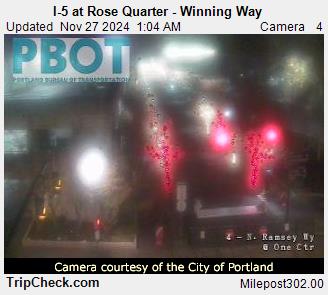 I-5 at Rose Quarter - Winning Way
Updated Nov 27 2024 1:04 AM Camera 4
PBOT
PORTLAND BUREAU OF TRANSPORTATION
4 - N. Ramsey Wy
@ One Ctr
Camera courtesy of the City of Portland
TripCheck.com Milepost302.00